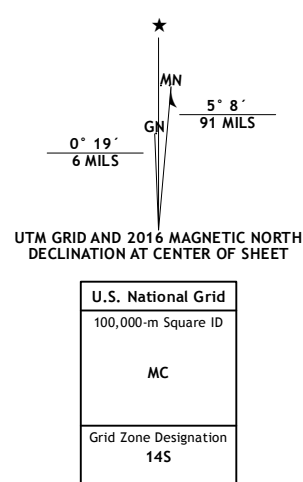 ★
MN
GN
5° 8´
91 MILS
0° 19´
6 MILS
UTM GRID AND 2016 MAGNETIC NORTH
DECLINATION AT CENTER OF SHEET
U.S. National Grid
100,000-m Square ID
MC
Grid Zone Designation
14S